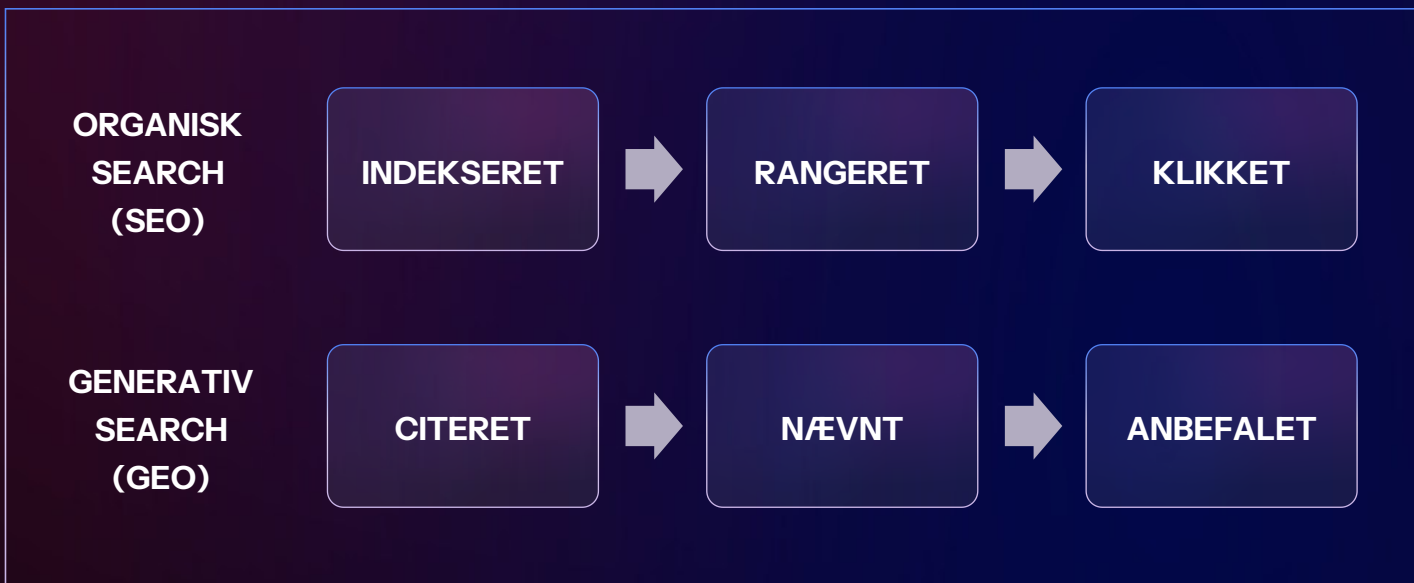 ORGANISK
SEARCH
(SEO)
INDEKSERET
RANGERET
KLIKKET
GENERATIV
SEARCH
(GEO)
CITERET
NÆVNT
ANBEFALET